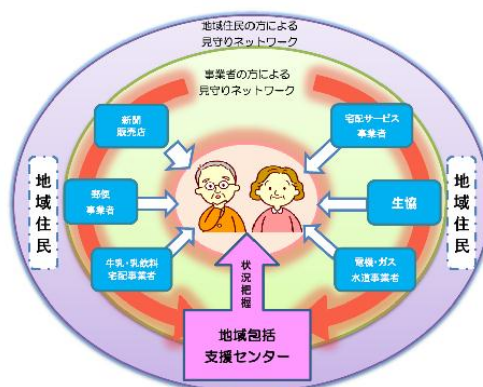 地域住民の方による
見守りネットワーク
事業者の方による
見守りネットワーク
新聞
販売店
宅配サービス
事業者
地域住民
郵便
事業者
生協
地域住民
牛乳・乳飲料
宅配事業者
電機・ガス
水道事業者
状況把握
地域包括
支援センター